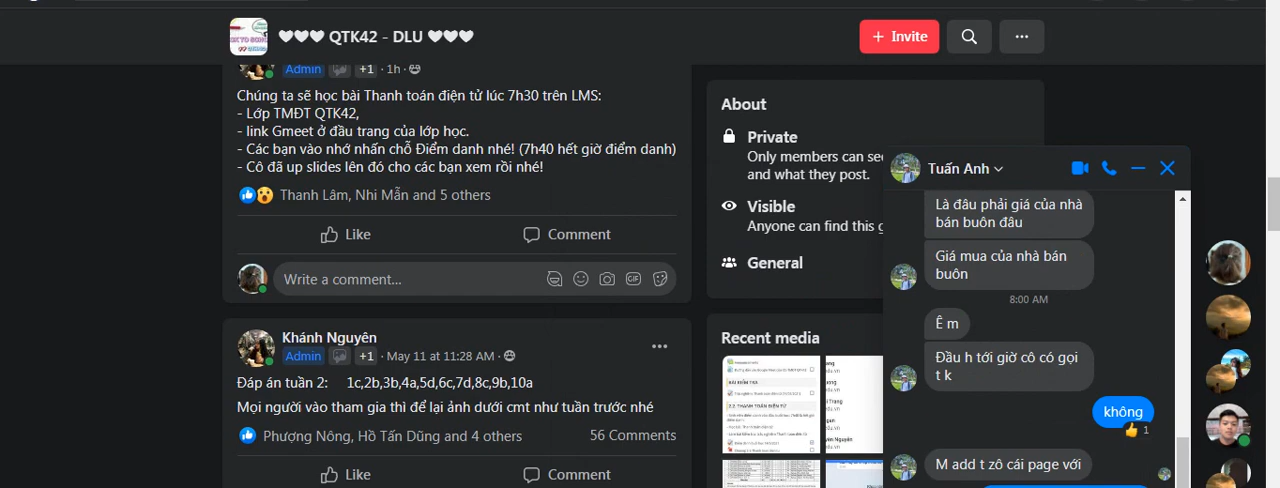 🤍🤍🤍 QTK42 - DLU 🤍🤍🤍
+ Invite
Admin +1 · 1h ·
Chúng ta sẽ học bài Thanh toán điện tử lúc 7h30 trên LMS:
- Lớp TMĐT QTK42,
- link Gmeet ở đầu trang của lớp học.
- Các bạn vào nhớ nhấn chỗ Điểm danh nhé! (7h40 hết giờ điểm danh)
- Cô đã up slides lên đó cho các bạn xem rồi nhé!
Thanh Lâm, Nhi Mẫn and 5 others
Like Comment
Write a comment...
GIF
Khánh Nguyên
Admin +1 · May 11 at 11:28 AM ·
Đáp án tuần 2: 1c,2b,3b,4a,5d,6c,7d,8c,9b,10a
Mọi người vào tham gia thì để lại ảnh dưới cmt như tuần trước nhé
Phượng Nông, Hồ Tấn Dũng and 4 others 56 Comments
Like Comment
About
Private
Only members can see
and what they post.
Visible
Anyone can find this
General
Recent media
Tuấn Anh
Là đâu phải giá của nhà
bán buôn đâu
Giá mua của nhà bán
buôn
8:00 AM
Ê m
Đầu h tới giờ cô có gọi
t k
không
👍 1
M add t zô cái page với